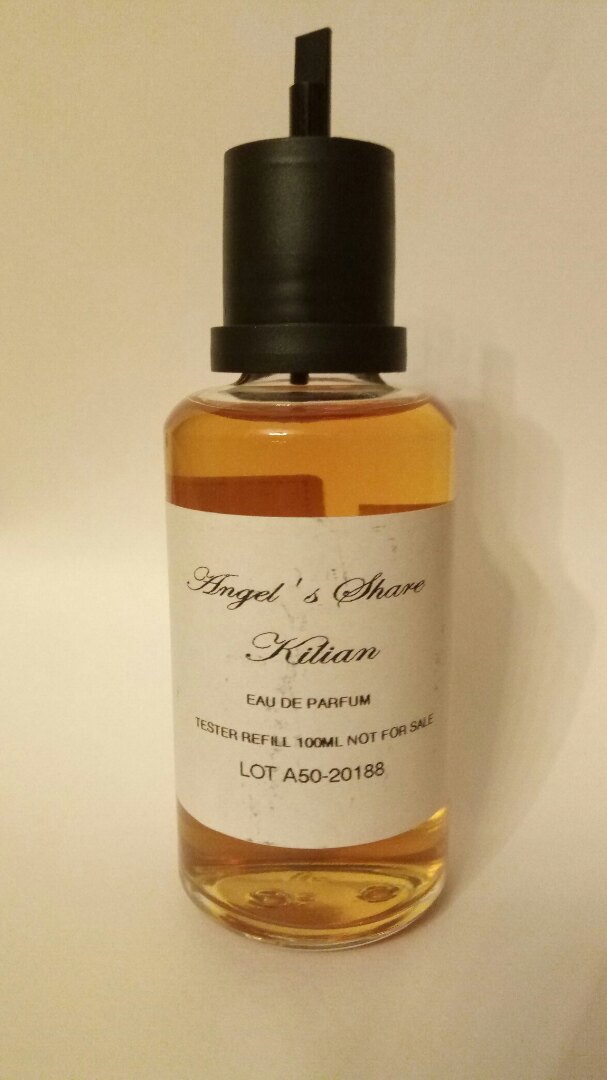 Angel 's Share
Kilian
EAU DE PARFUM
TESTER REFILL 100ML NOT FOR SALE
LOT A50-20188